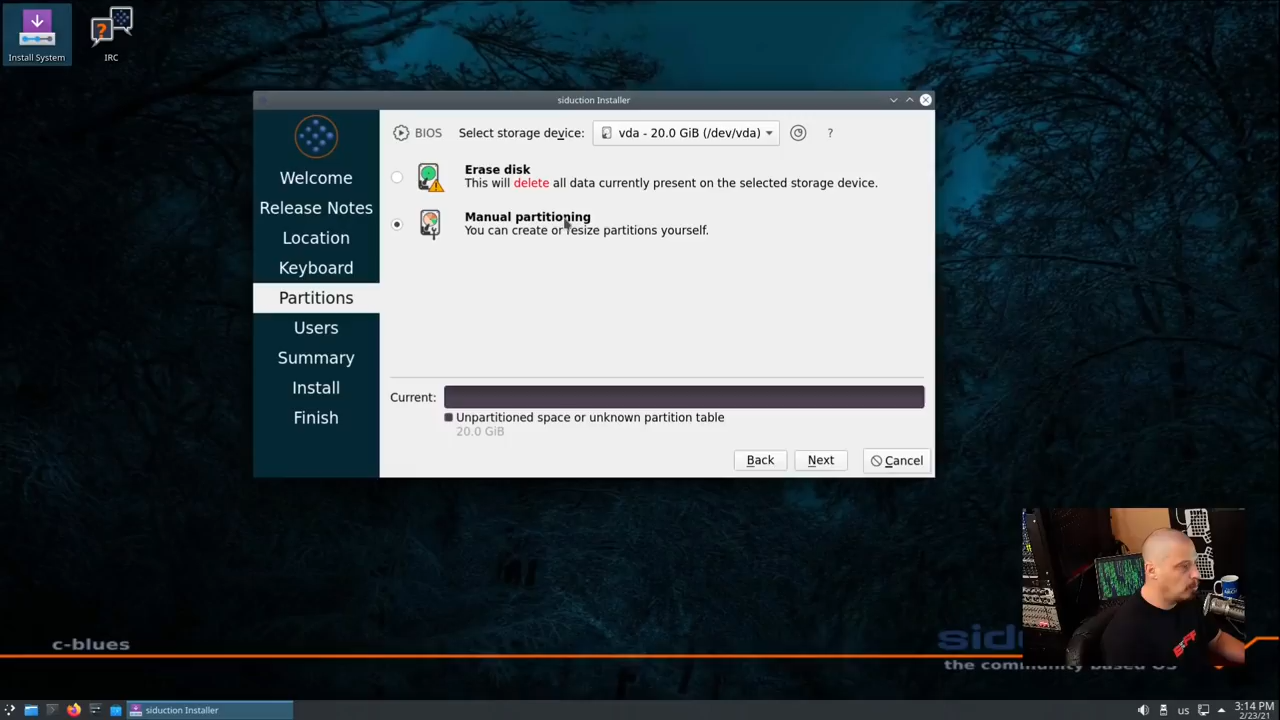 Install System
IRC
siduction Installer
BIOS
Select storage device:
vda - 20.0 GiB (/dev/vda)
?
Welcome
Release Notes
Location
Keyboard
Partitions
Users
Summary
Install
Finish
Erase disk
This will delete all data currently present on the selected storage device.
Manual partitioning
You can create or resize partitions yourself.
Current:
Unpartitioned space or unknown partition table
20.0 GiB
Back
Next
Cancel
c-blues
the community based OS
siduction Installer
us
3:14 PM
2/23/21